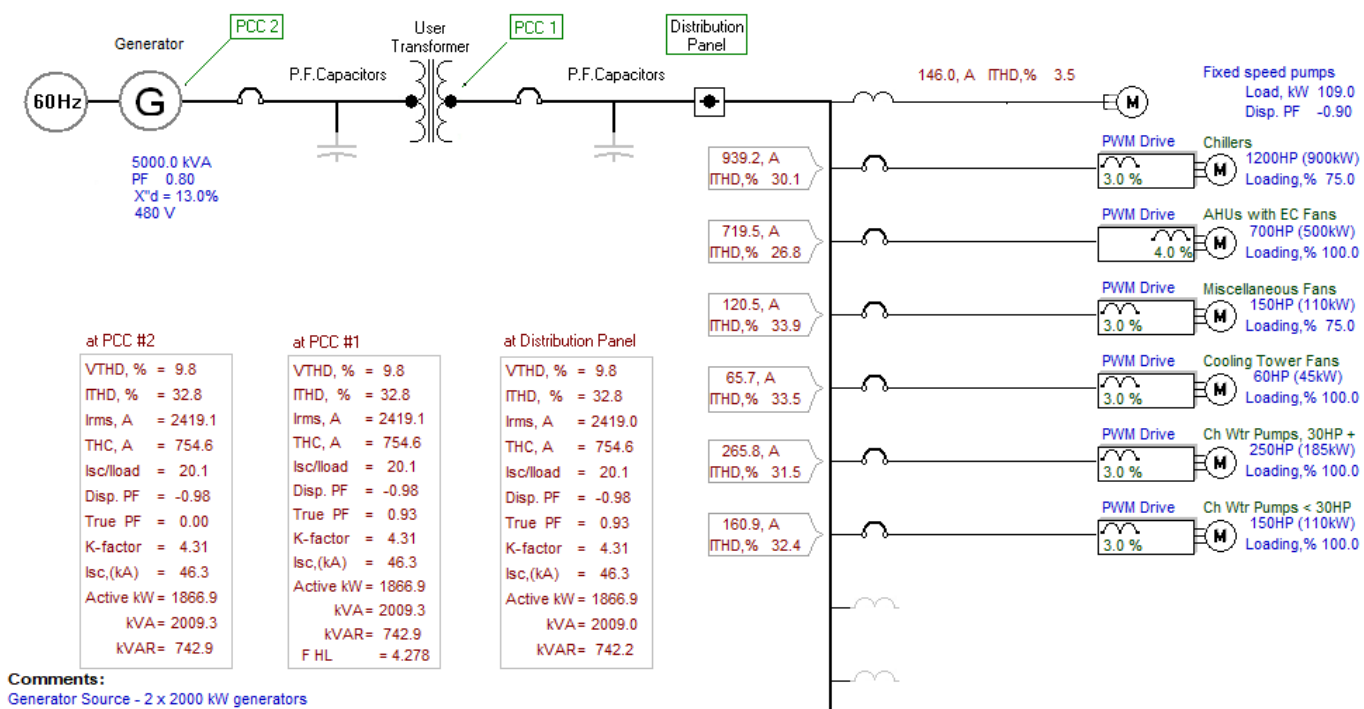 PCC 2
User
Transformer
PCC 1
Distribution
Panel
Generator
P.F.Capacitors
P.F.Capacitors
60Hz
G
5000.0 kVA
PF 0.80
X"d = 13.0%
480 V
146.0, A ITHD,% 3.5
M
Fixed speed pumps
Load, kW 109.0
Disp. PF -0.90
939.2, A
ITHD,% 30.1
PWM Drive
3.0 %
M
Chillers
1200HP (900kW)
Loading,% 75.0
719.5, A
ITHD,% 26.8
PWM Drive
4.0 %
M
AHUs with EC Fans
700HP (500kW)
Loading,% 100.0
120.5, A
ITHD,% 33.9
PWM Drive
3.0 %
M
Miscellaneous Fans
150HP (110kW)
Loading,% 75.0
65.7, A
ITHD,% 33.5
PWM Drive
3.0 %
M
Cooling Tower Fans
60HP (45kW)
Loading,% 100.0
265.8, A
ITHD,% 31.5
PWM Drive
3.0 %
M
Ch Wtr Pumps, 30HP +
250HP (185kW)
Loading,% 100.0
160.9, A
ITHD,% 32.4
PWM Drive
3.0 %
M
Ch Wtr Pumps < 30HP
150HP (110kW)
Loading,% 100.0
at PCC #2
VTHD, % = 9.8
ITHD, % = 32.8
Irms, A = 2419.1
THC, A = 754.6
Isc/Iload = 20.1
Disp. PF = -0.98
True PF = 0.00
K-factor = 4.31
Isc,(kA) = 46.3
Active kW = 1866.9
kVA = 2009.3
kVAR = 742.9
at PCC #1
VTHD, % = 9.8
ITHD, % = 32.8
Irms, A = 2419.1
THC, A = 754.6
Isc/Iload = 20.1
Disp. PF = -0.98
True PF = 0.93
K-factor = 4.31
Isc,(kA) = 46.3
Active kW = 1866.9
kVA = 2009.3
kVAR = 742.9
F HL = 4.278
at Distribution Panel
VTHD, % = 9.8
ITHD, % = 32.8
Irms, A = 2419.0
THC, A = 754.6
Isc/Iload = 20.1
Disp. PF = -0.98
True PF = 0.93
K-factor = 4.31
Isc,(kA) = 46.3
Active kW = 1866.9
kVA = 2009.0
kVAR = 742.2
Comments:
Generator Source - 2 x 2000 kW generators